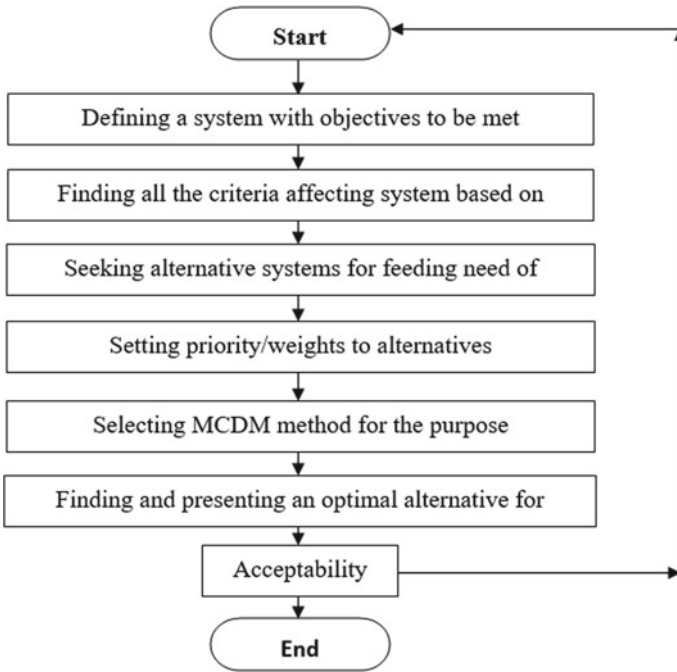 Start
Defining a system with objectives to be met
Finding all the criteria affecting system based on
Seeking alternative systems for feeding need of
Setting priority/weights to alternatives
Selecting MCDM method for the purpose
Finding and presenting an optimal alternative for
Acceptability
End